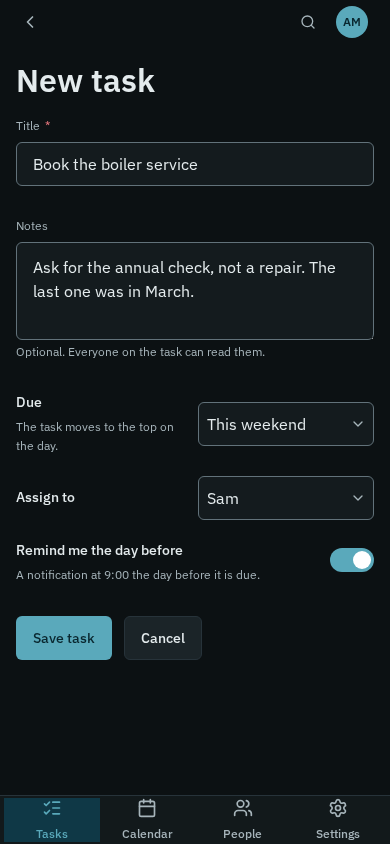 AM
New task
Title *
Book the boiler service
Notes
Ask for the annual check, not a repair. The
last one was in March.
Optional. Everyone on the task can read them.
Due
The task moves to the top on
the day.
This weekend
Assign to
Sam
Remind me the day before
A notification at 9:00 the day before it is due.
Save task
Cancel
Tasks
Calendar
People
Settings